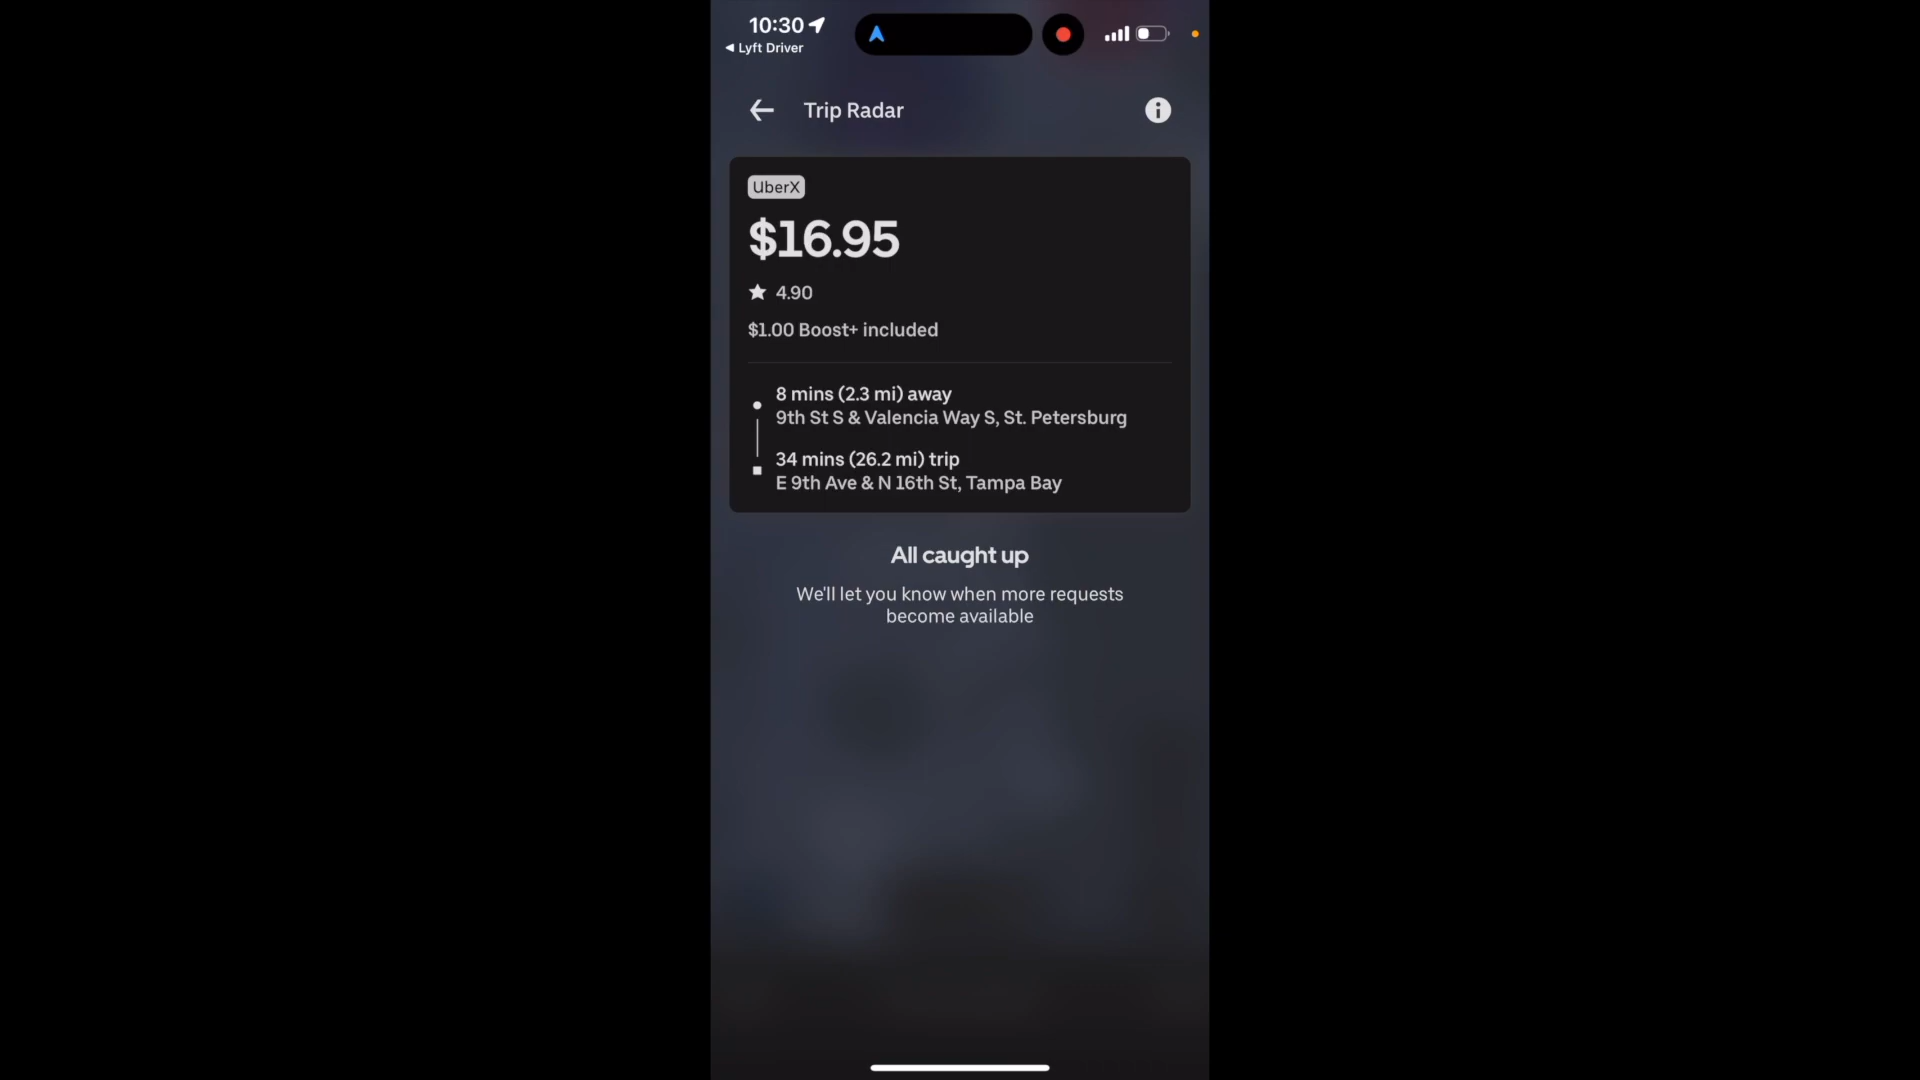 10:30
◀ Lyft Driver
Trip Radar
UberX
$16.95
★ 4.90
$1.00 Boost+ included
8 mins (2.3 mi) away
9th St S & Valencia Way S, St. Petersburg
34 mins (26.2 mi) trip
E 9th Ave & N 16th St, Tampa Bay
All caught up
We'll let you know when more requests
become available